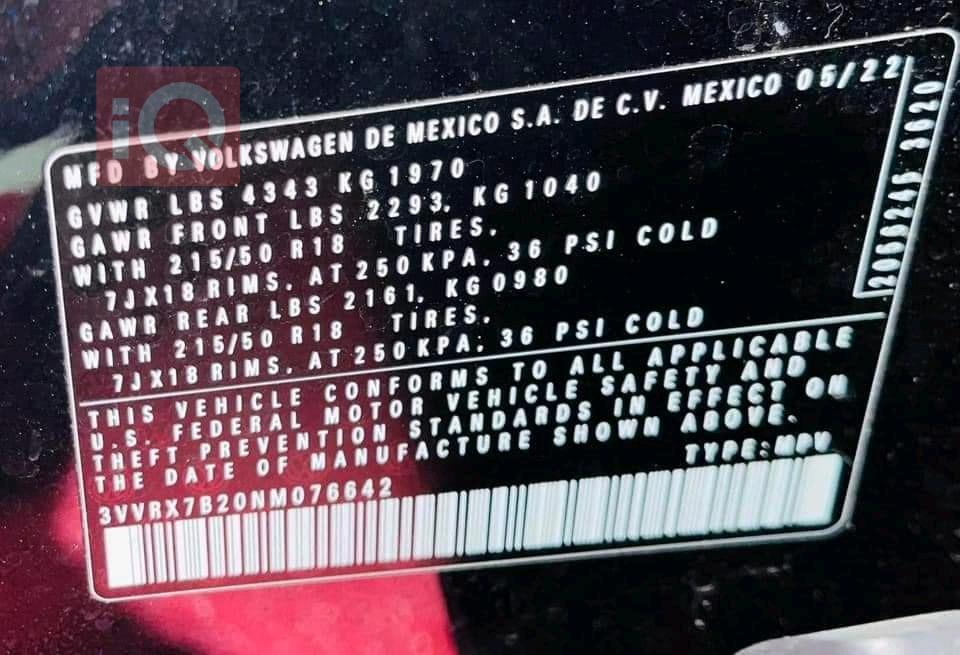 iQ
MFD BY VOLKSWAGEN DE MEXICO S.A. DE C.V. MEXICO 05/22
GVWR LBS 4343 KG 1970
GAWR FRONT LBS 2293, KG 1040
WITH 215/50 R18 TIRES,
7JX18 RIMS, AT 250 KPA, 36 PSI COLD
GAWR REAR LBS 2161, KG0980
WITH 215/50 R18 TIRES,
7JX18 RIMS, AT 250 KPA, 36 PSI COLD
THIS VEHICLE CONFORMS TO ALL APPLICABLE
U.S. FEDERAL MOTOR VEHICLE SAFETY AND
THEFT PREVENTION STANDARDS IN EFFECT ON
THE DATE OF MANUFACTURE SHOWN ABOVE.
TYPE:MPV
3VVRX7B20NM076642